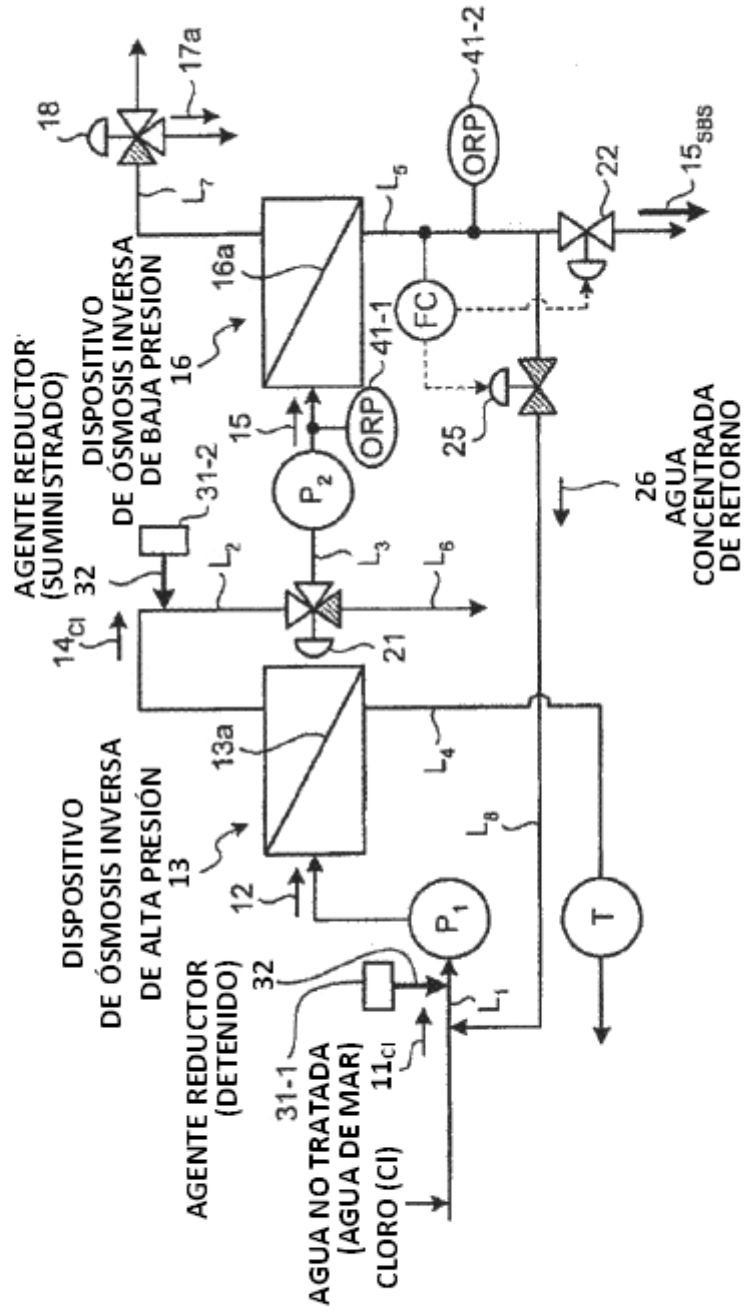 AGENTE REDUCTOR
(SUMINISTRADO)
32
31-2
DISPOSITIVO
DE ÓSMOSIS INVERSA
DE BAJA PRESION
16
18
17a
L7
14Cl
L2
15
16a
DISPOSITIVO
DE ÓSMOSIS INVERSA
DE ALTA PRESIÓN
13
12
13a
21
L3
P2
L6
ORP
41-1
L5
ORP
41-2
FC
25
22
15SBS
AGENTE REDUCTOR
(DETENIDO)
31-1
32
P1
L4
AGUA NO TRATADA
(AGUA DE MAR)
CLORO (Cl)
11Cl
L1
L8
T
26
AGUA
CONCENTRADA
DE RETORNO